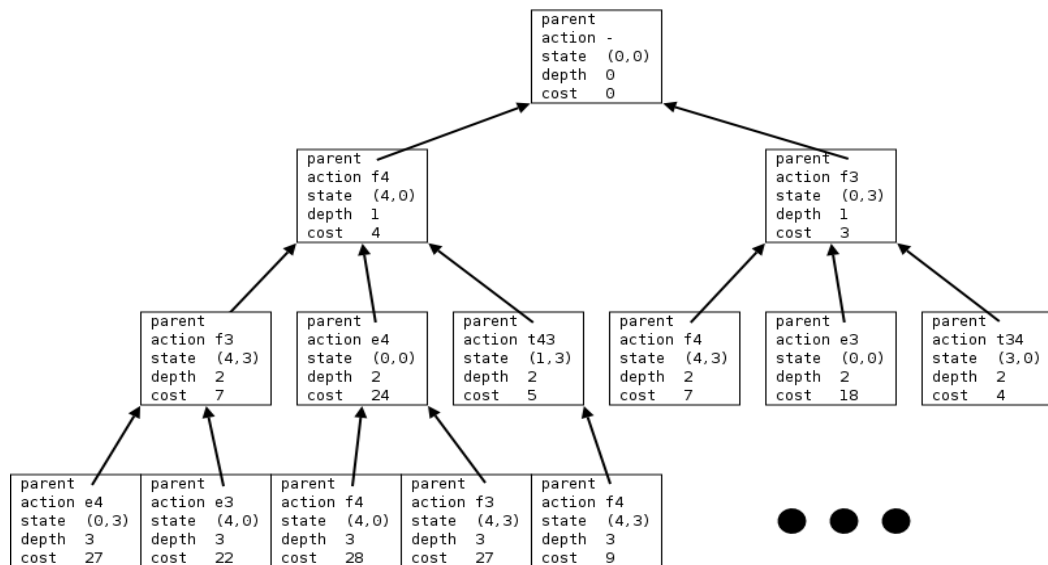 parent
action -
state (0,0)
depth 0
cost 0
parent
action f4
state (4,0)
depth 1
cost 4
parent
action f3
state (0,3)
depth 1
cost 3
parent
action f3
state (4,3)
depth 2
cost 7
parent
action e4
state (0,0)
depth 2
cost 24
parent
action t43
state (1,3)
depth 2
cost 5
parent
action f4
state (4,3)
depth 2
cost 7
parent
action e3
state (0,0)
depth 2
cost 18
parent
action t34
state (3,0)
depth 2
cost 4
parent
action e4
state (0,3)
depth 3
cost 27
parent
action e3
state (4,0)
depth 3
cost 22
parent
action f4
state (4,0)
depth 3
cost 28
parent
action f3
state (4,3)
depth 3
cost 27
parent
action f4
state (4,3)
depth 3
cost 9